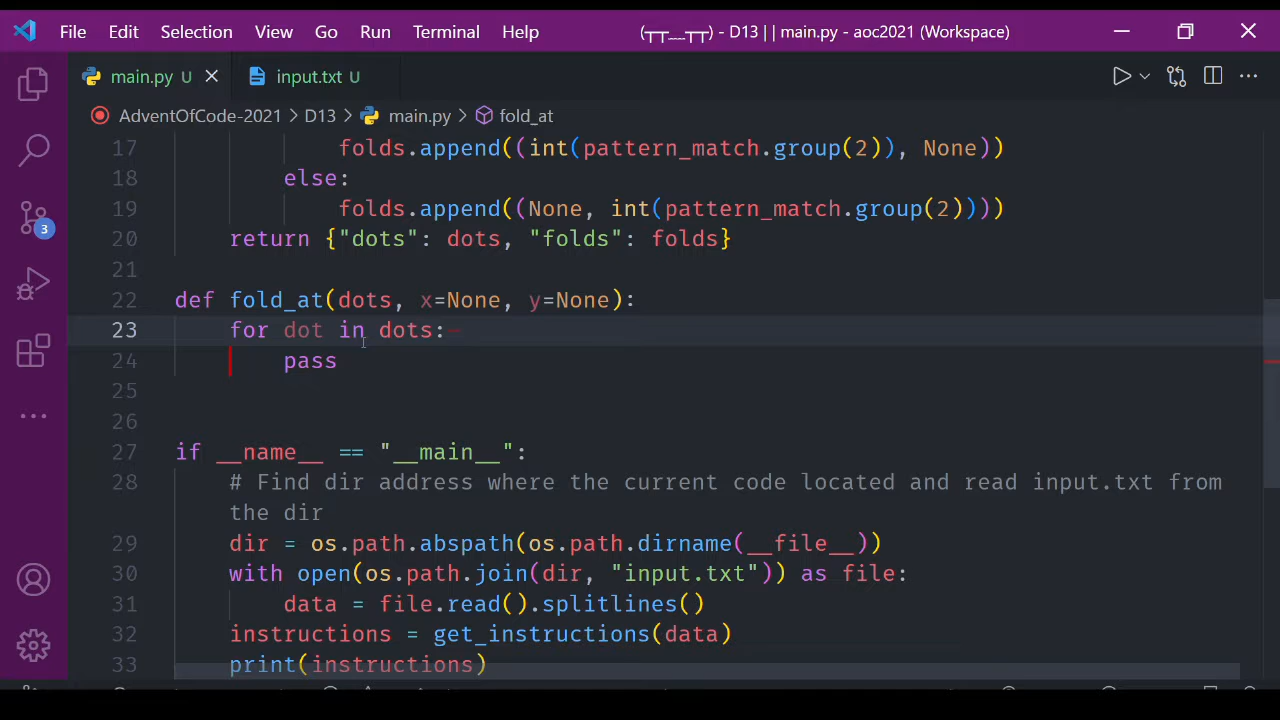 File Edit Selection View Go Run Terminal Help (┬┬__┬┬) - D13 | | main.py - aoc2021 (Workspace)
main.py U input.txt U
AdventOfCode-2021 > D13 > main.py > fold_at
17 folds.append((int(pattern_match.group(2)), None))
18 else:
19 folds.append((None, int(pattern_match.group(2))))
20 return {"dots": dots, "folds": folds}
21
22 def fold_at(dots, x=None, y=None):
23 for dot in dots:
24 pass
25
26
27 if __name__ == "__main__":
28 # Find dir address where the current code located and read input.txt from
the dir
29 dir = os.path.abspath(os.path.dirname(__file__))
30 with open(os.path.join(dir, "input.txt")) as file:
31 data = file.read().splitlines()
32 instructions = get_instructions(data)
33 print(instructions)
3